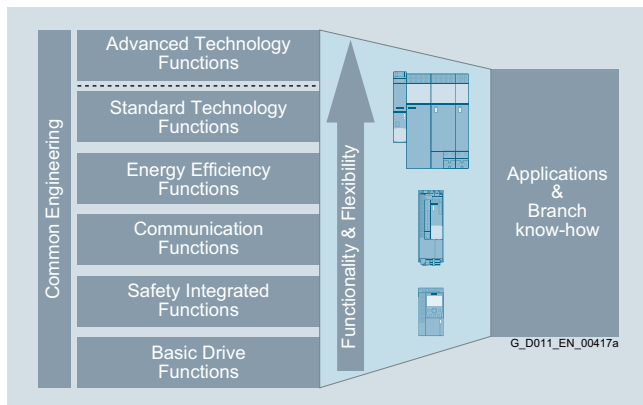 Common Engineering
Advanced Technology
Functions
Standard Technology
Functions
Energy Efficiency
Functions
Communication
Functions
Safety Integrated
Functions
Basic Drive
Functions
Functionality & Flexibility
Applications
&
Branch
know-how
G_D011_EN_00417a